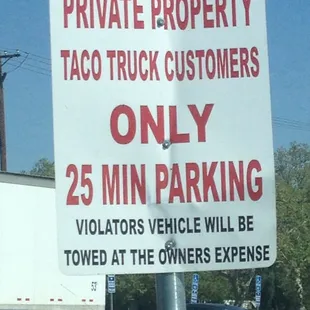 PRIVATE PROPERTY
TACO TRUCK CUSTOMERS
ONLY
25 MIN PARKING
VIOLATORS VEHICLE WILL BE
TOWED AT THE OWNERS EXPENSE